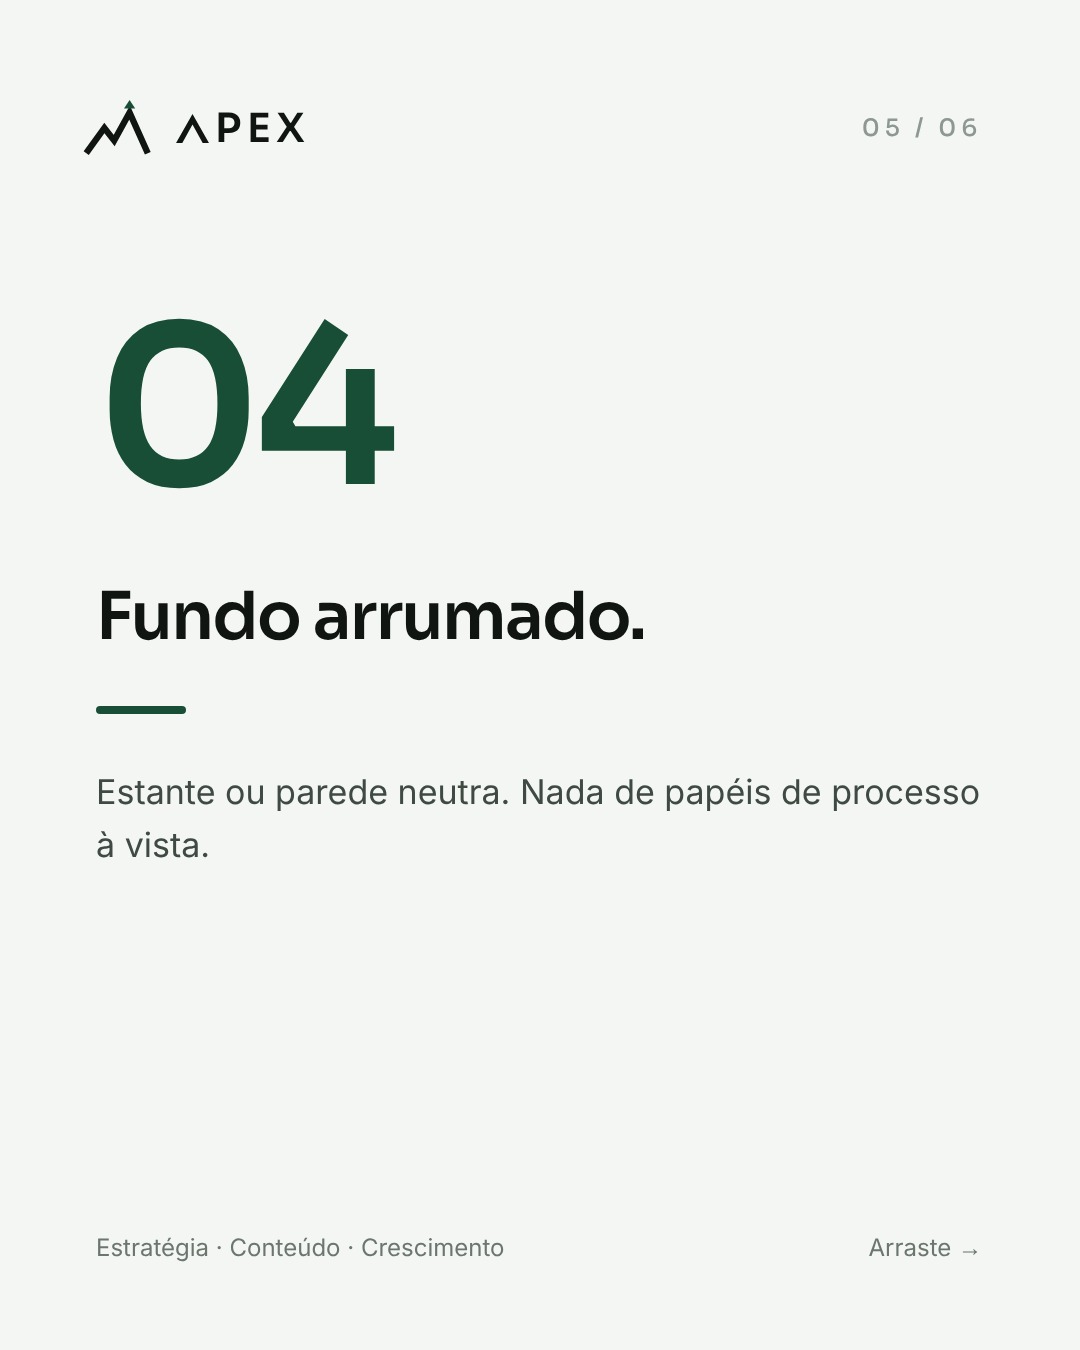 APEX
05 / 06
04
Fundo arrumado.
Estante ou parede neutra. Nada de papéis de processo
à vista.
Estratégia · Conteúdo · Crescimento
Arraste →